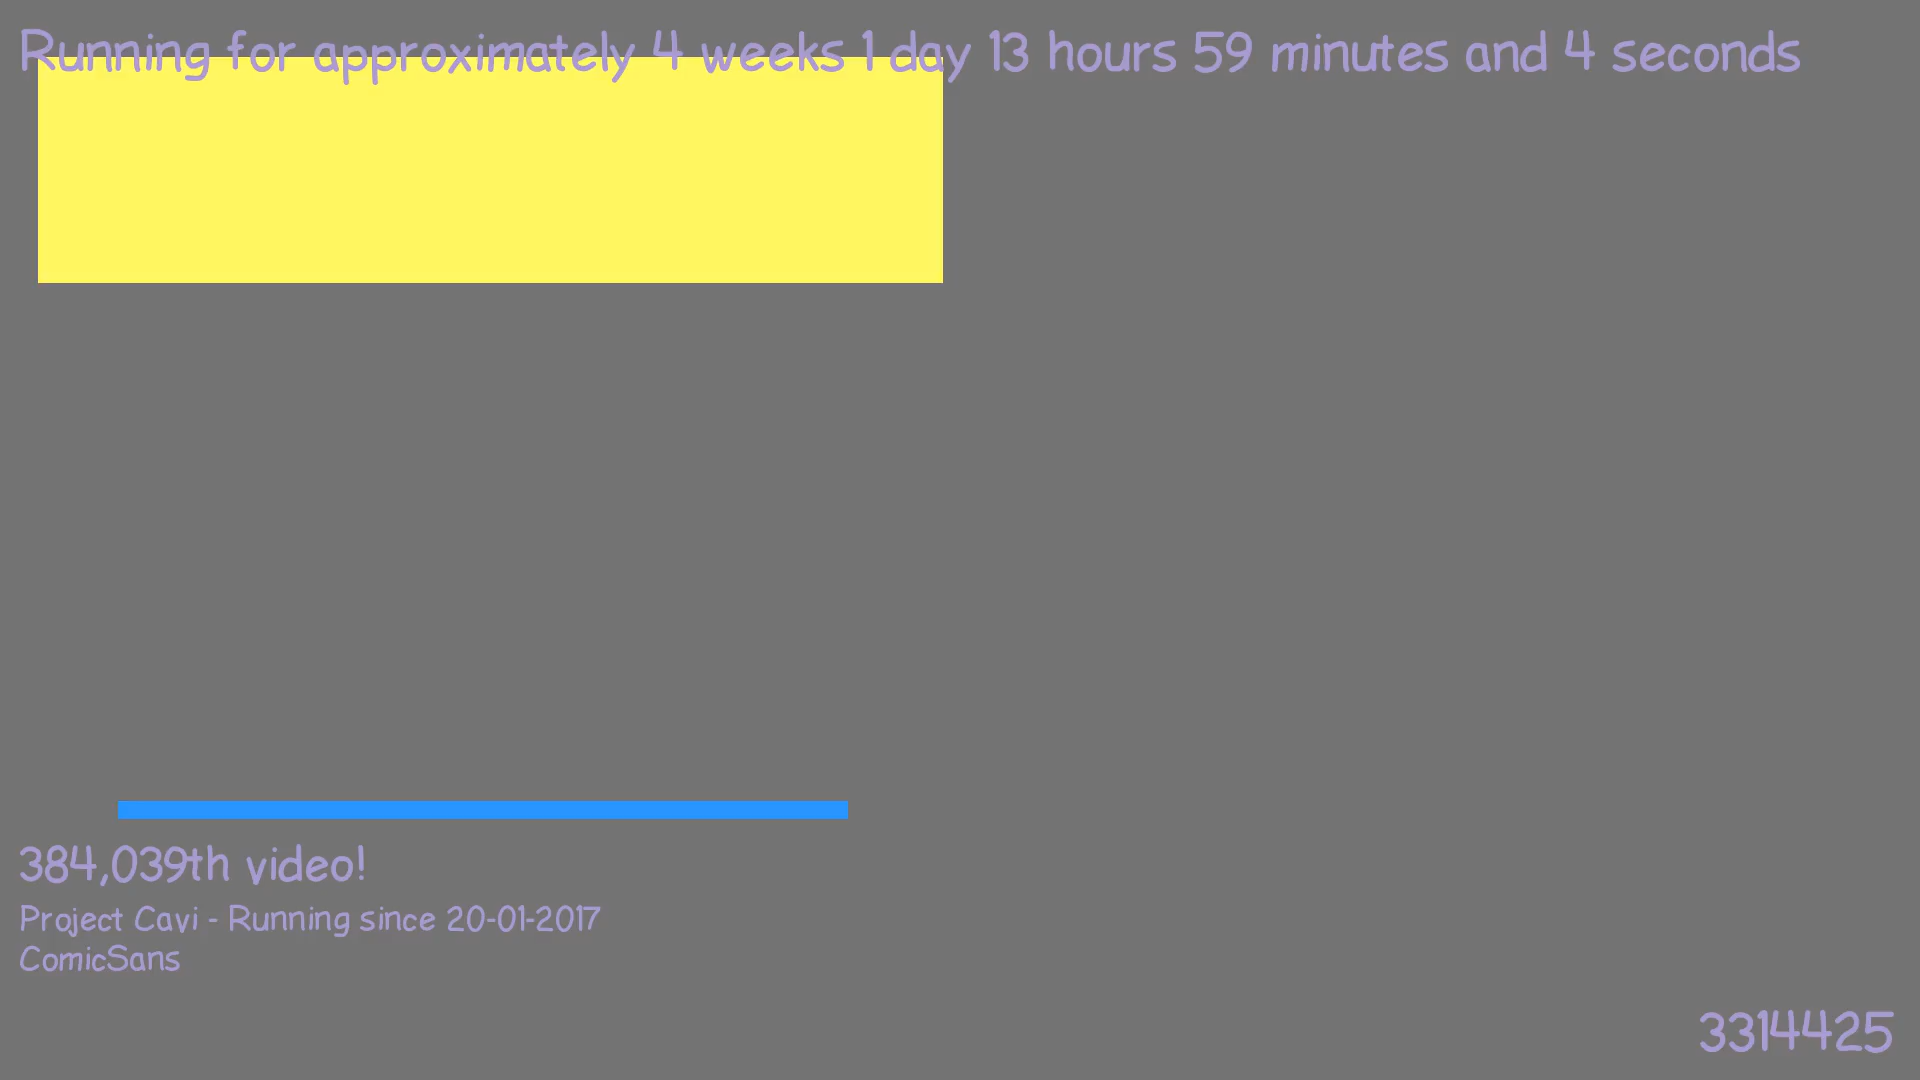 Running for approximately 4 weeks 1 day 13 hours 59 minutes and 4 seconds
384,039th video!
Project Cavi - Running since 20-01-2017
ComicSans
3314425